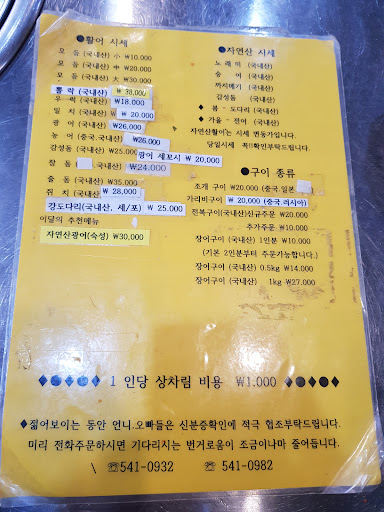 ●활어 시세
모 듬 (국내산) 小 ₩10.000
모 듬 (국내산) 中 ₩20.000
모 듬 (국내산) 大 ₩30.000
뽈 락 (국내산) ₩ 38,000
우 럭 (국내산) ₩18.000
밀 치 (국내산) ₩ 20,000
광 어 (국내산) ₩26,000
농 어 (중국.국내산) ₩26.000
감성돔 (국내산) ₩25.000
광어 세꼬시 ₩ 20,000
참 돔 국내산) ₩24.000
줄 돔 (국내산) ₩35.000
쥐 치 (국내산) ₩ 28,000
강도다리(국내산, 세/포) ₩ 25,000
이달의 추천메뉴
자연산광어(숙성) ₩30,000
●자연산 시세
노래미 (국내산)
숭 어 (국내산)
까지메기 (국내산)
감성돔 (국내산)
♦ 봄 - 도다리 (국내산)
♦ 가을 - 전어 (국내산)
자연산활어는 시세 변동가입니다.
당일시세 확인부탁드립니다.
●구이 종류
조개 구이 ₩20,000 (중국.일본
가리비구이 ₩ 20,000 (중국.러시아)
전복구이(국내산)신규주문 ₩20.000
추가주문 ₩10.000
장어구이 (국내산) 1인분 ₩10.000
(기본 2인분부터 주문가능합니다.)
장어구이 (국내산) 0.5kg ₩14.000
장어구이 (국내산) 1kg ₩27.000
◆●◆●◆ 1 인당 상차림 비용 ₩1.000 ◆●◆●◆
♦젊어보이는 동안 언니.오빠들은 신분증확인에 적극 협조부탁드립니다.
미리 전화주문하시면 기다리시는 번거로움이 조금이나마 줄어듭니다.
\ ☏541-0932 ☏541-0982